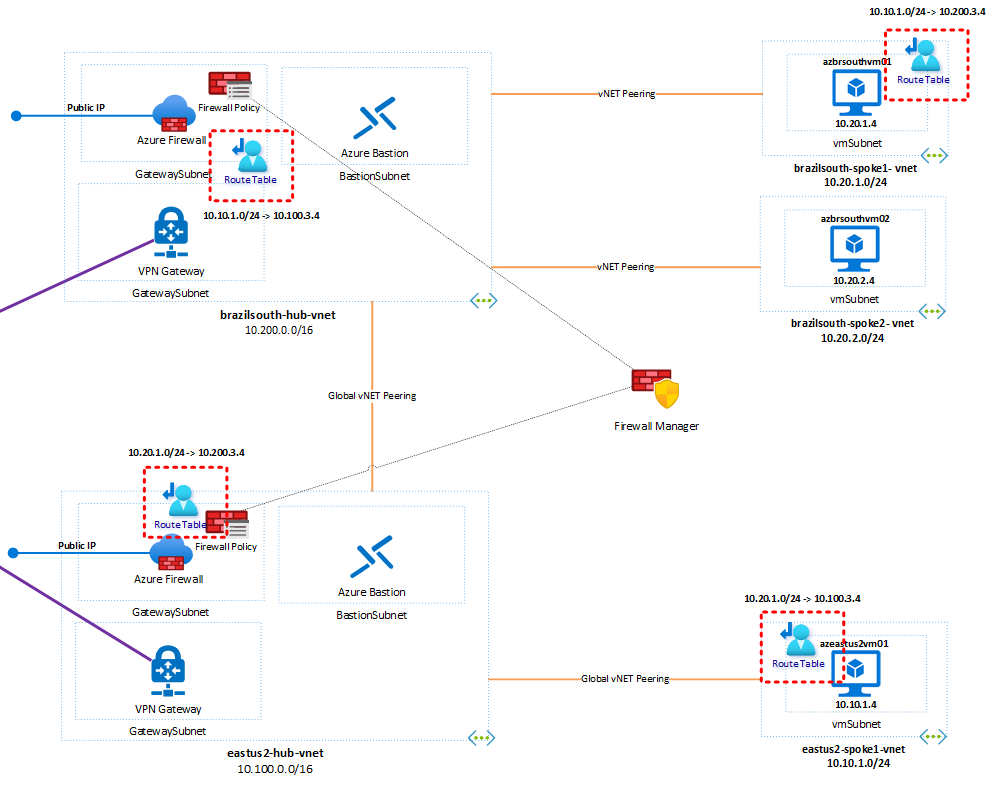 10.10.1.0/24 -> 10.200.3.4
Route Table
azbrsouthvm01
10.20.1.4
vmSubnet
brazilsouth-spoke1- vnet
10.20.1.0/24
Public IP
Azure Firewall
Firewall Policy
GatewaySubnet
Route Table
10.10.1.0/24 -> 10.100.3.4
Azure Bastion
BastionSubnet
vNET Peering
VPN Gateway
GatewaySubnet
brazilsouth-hub-vnet
10.200.0.0/16
vNET Peering
azbrsouthvm02
10.20.2.4
vmSubnet
brazilsouth-spoke2- vnet
10.20.2.0/24
Global vNET Peering
Firewall Manager
10.20.1.0/24 -> 10.200.3.4
Route Table
Firewall Policy
Public IP
Azure Firewall
GatewaySubnet
Azure Bastion
BastionSubnet
VPN Gateway
GatewaySubnet
eastus2-hub-vnet
10.100.0.0/16
Global vNET Peering
10.20.1.0/24 -> 10.100.3.4
Route Table
azeastus2vm01
10.10.1.4
vmSubnet
eastus2-spoke1-vnet
10.10.1.0/24